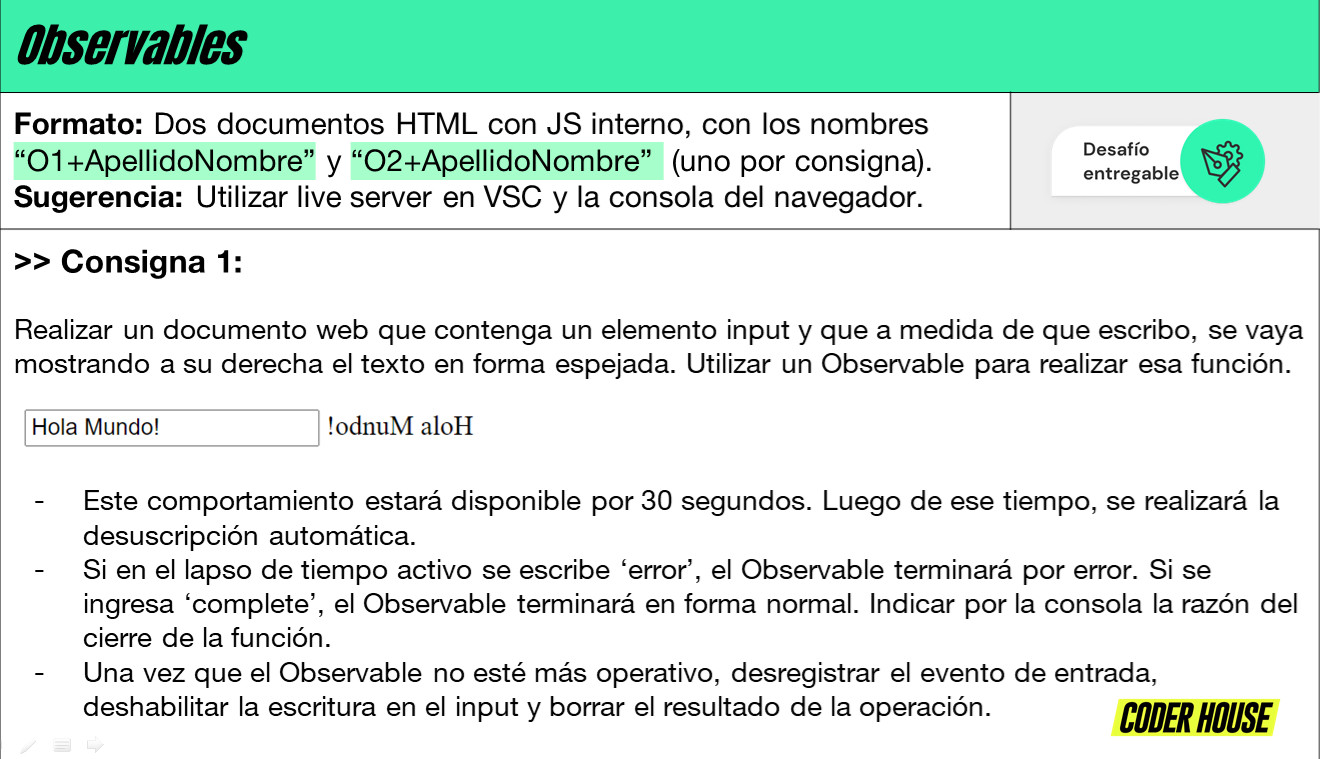 Observables
Formato: Dos documentos HTML con JS interno, con los nombres
“O1+ApellidoNombre” y “O2+ApellidoNombre” (uno por consigna).
Sugerencia: Utilizar live server en VSC y la consola del navegador.
Desafío
entregable
>> Consigna 1:
Realizar un documento web que contenga un elemento input y que a medida de que escribo, se vaya
mostrando a su derecha el texto en forma espejada. Utilizar un Observable para realizar esa función.
Hola Mundo! !odnuM aloH
- Este comportamiento estará disponible por 30 segundos. Luego de ese tiempo, se realizará la
desuscripción automática.
- Si en el lapso de tiempo activo se escribe ‘error’, el Observable terminará por error. Si se
ingresa ‘complete’, el Observable terminará en forma normal. Indicar por la consola la razón del
cierre de la función.
- Una vez que el Observable no esté más operativo, desregistrar el evento de entrada,
deshabilitar la escritura en el input y borrar el resultado de la operación.
CODER HOUSE